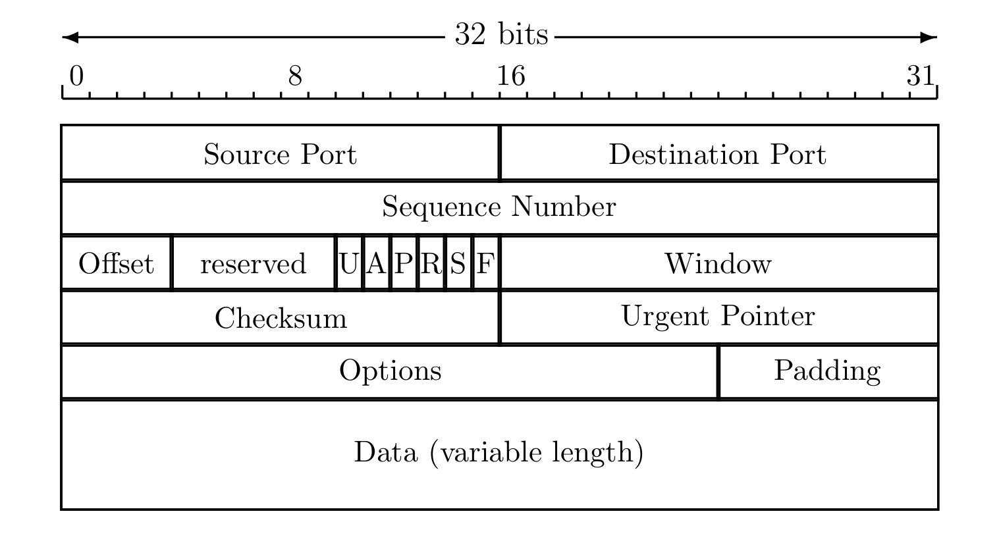 32 bits
0 8 16 31
Source Port Destination Port
Sequence Number
Offset reserved U A P R S F Window
Checksum Urgent Pointer
Options Padding
Data (variable length)